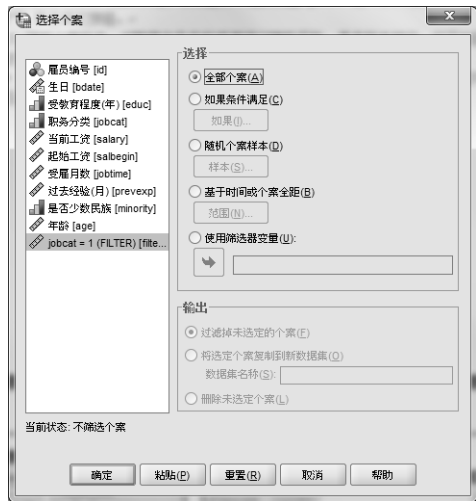 选择个案
雇员编号 [id]
生日 [bdate]
受教育程度(年) [educ]
职务分类 [jobcat]
当前工资 [salary]
起始工资 [salbegin]
受雇月数 [jobtime]
过去经验(月) [prevexp]
是否少数民族 [minority]
年龄 [age]
jobcat = 1 (FILTER) [filte...
选择
全部个案(A)
如果条件满足(C)
如果(I)...
随机个案样本(D)
样本(S)...
基于时间或个案全距(B)
范围(N)...
使用筛选器变量(U):
输出
过滤掉未选定的个案(F)
将选定个案复制到新数据集(O)
数据集名称(S):
删除未选定个案(L)
当前状态: 不筛选个案
确定
粘贴(P)
重置(R)
取消
帮助